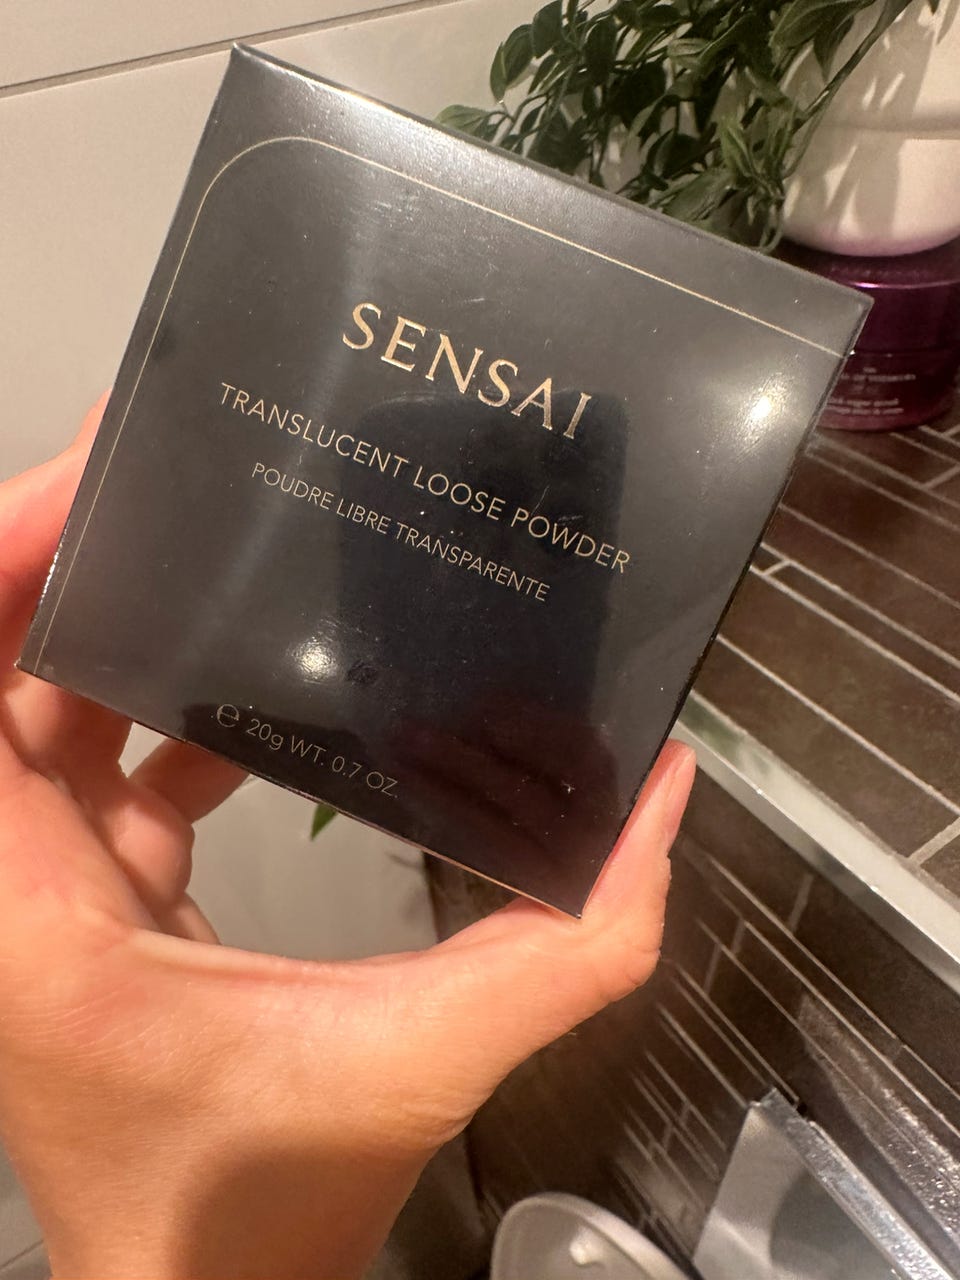 SENSAI
TRANSLUCENT LOOSE POWDER
POUDRE LIBRE TRANSPARENTE
℮ 20g WT. 0.7 OZ.